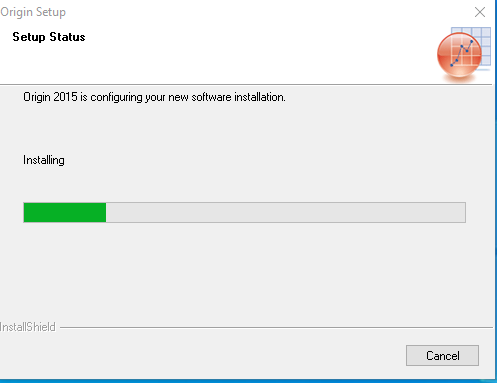 Origin Setup
Setup Status
Origin 2015 is configuring your new software installation.
Installing
InstallShield
Cancel